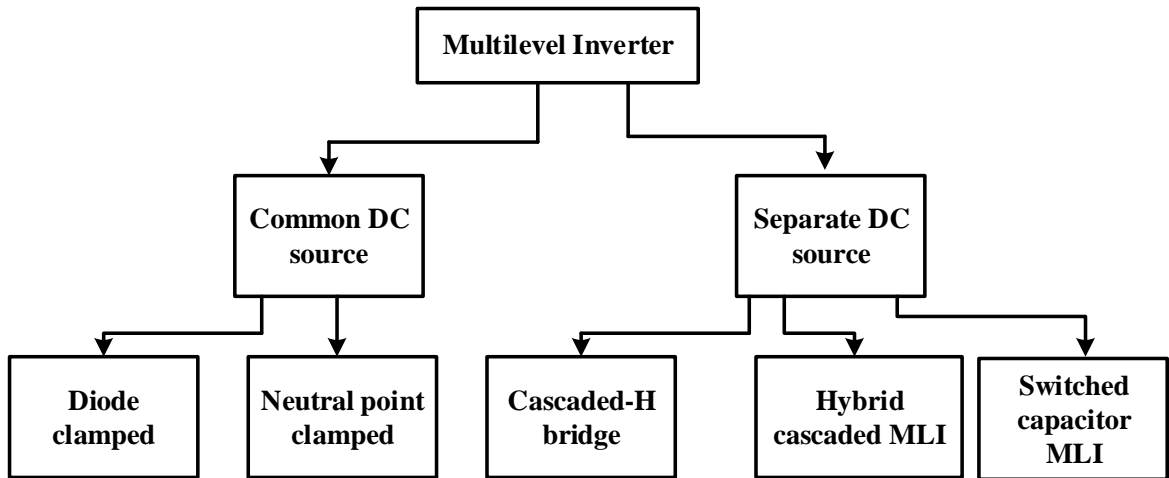 Multilevel Inverter
Common DC
source
Separate DC
source
Diode
clamped
Neutral point
clamped
Cascaded-H
bridge
Hybrid
cascaded MLI
Switched
capacitor
MLI